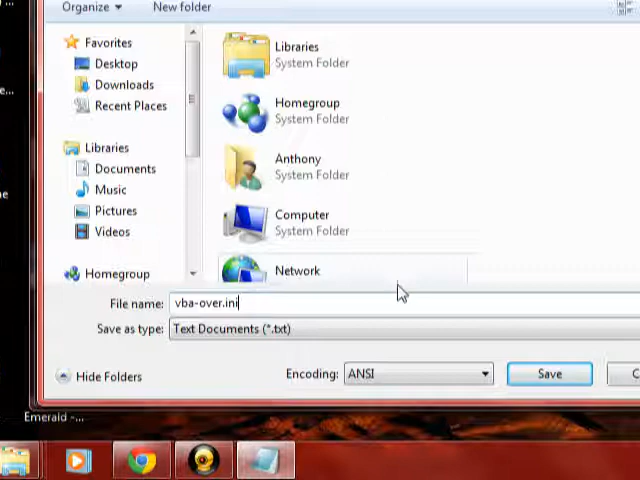 Organize New folder
Favorites
Desktop
Downloads
Recent Places
Libraries
Documents
Music
Pictures
Videos
Homegroup
Libraries
System Folder
Homegroup
System Folder
Anthony
System Folder
Computer
System Folder
Network
File name: vba-over.ini
Save as type: Text Documents (*.txt)
Hide Folders Encoding: ANSI Save
Emerald -...